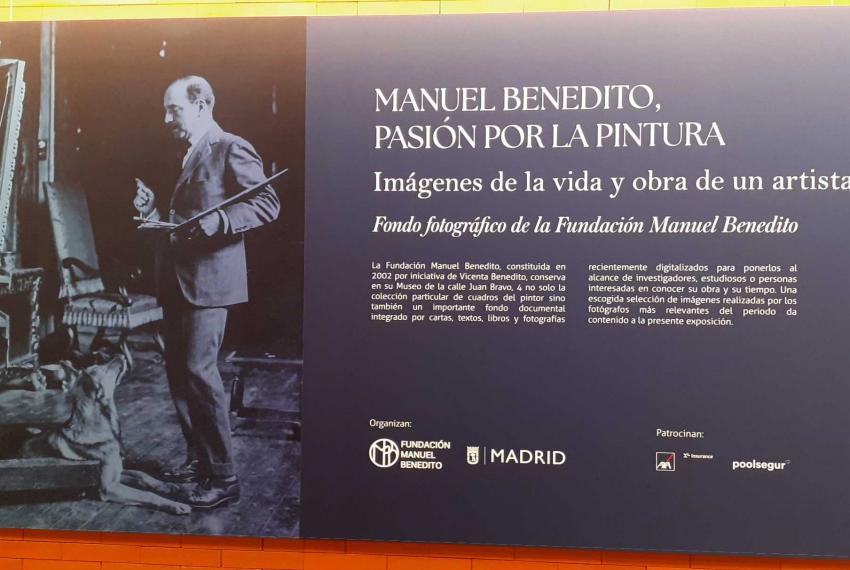 MANUEL BENEDITO,
PASIÓN POR LA PINTURA
Imágenes de la vida y obra de un artista
Fondo fotográfico de la Fundación Manuel Benedito
La Fundación Manuel Benedito, constituida en
2002 por iniciativa de Vicenta Benedito, conserva
en su Museo de la calle Juan Bravo, 4 no solo la
colección particular de cuadros del pintor sino
también un importante fondo documental
integrado por cartas, textos, libros y fotografías
recientemente digitalizados para ponerlos al
alcance de investigadores, estudiosos o personas
interesadas en conocer su obra y su tiempo. Una
escogida selección de imágenes realizadas por los
fotógrafos más relevantes del periodo da
contenido a la presente exposición.
Organizan:
FUNDACIÓN
MANUEL
BENEDITO
MADRID
Patrocinan:
AXA
XL Insurance
poolsegur